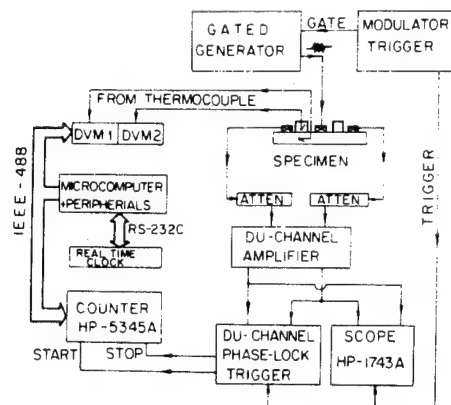 GATED
GENERATOR
GATE
MODULATOR
TRIGGER
FROM THERMOCOUPLE
DVM 1
DVM2
SPECIMEN
IEEE-488
MICROCOMPUTER
+PERIPHERIALS
ATTEN
ATTEN
TRIGGER
RS-232C
REAL TIME
CLOCK
DU-CHANNEL
AMPLIFIER
COUNTER
HP-5345A
START
STOP
DU-CHANNEL
PHASE-LOCK
TRIGGER
SCOPE
HP-1743A